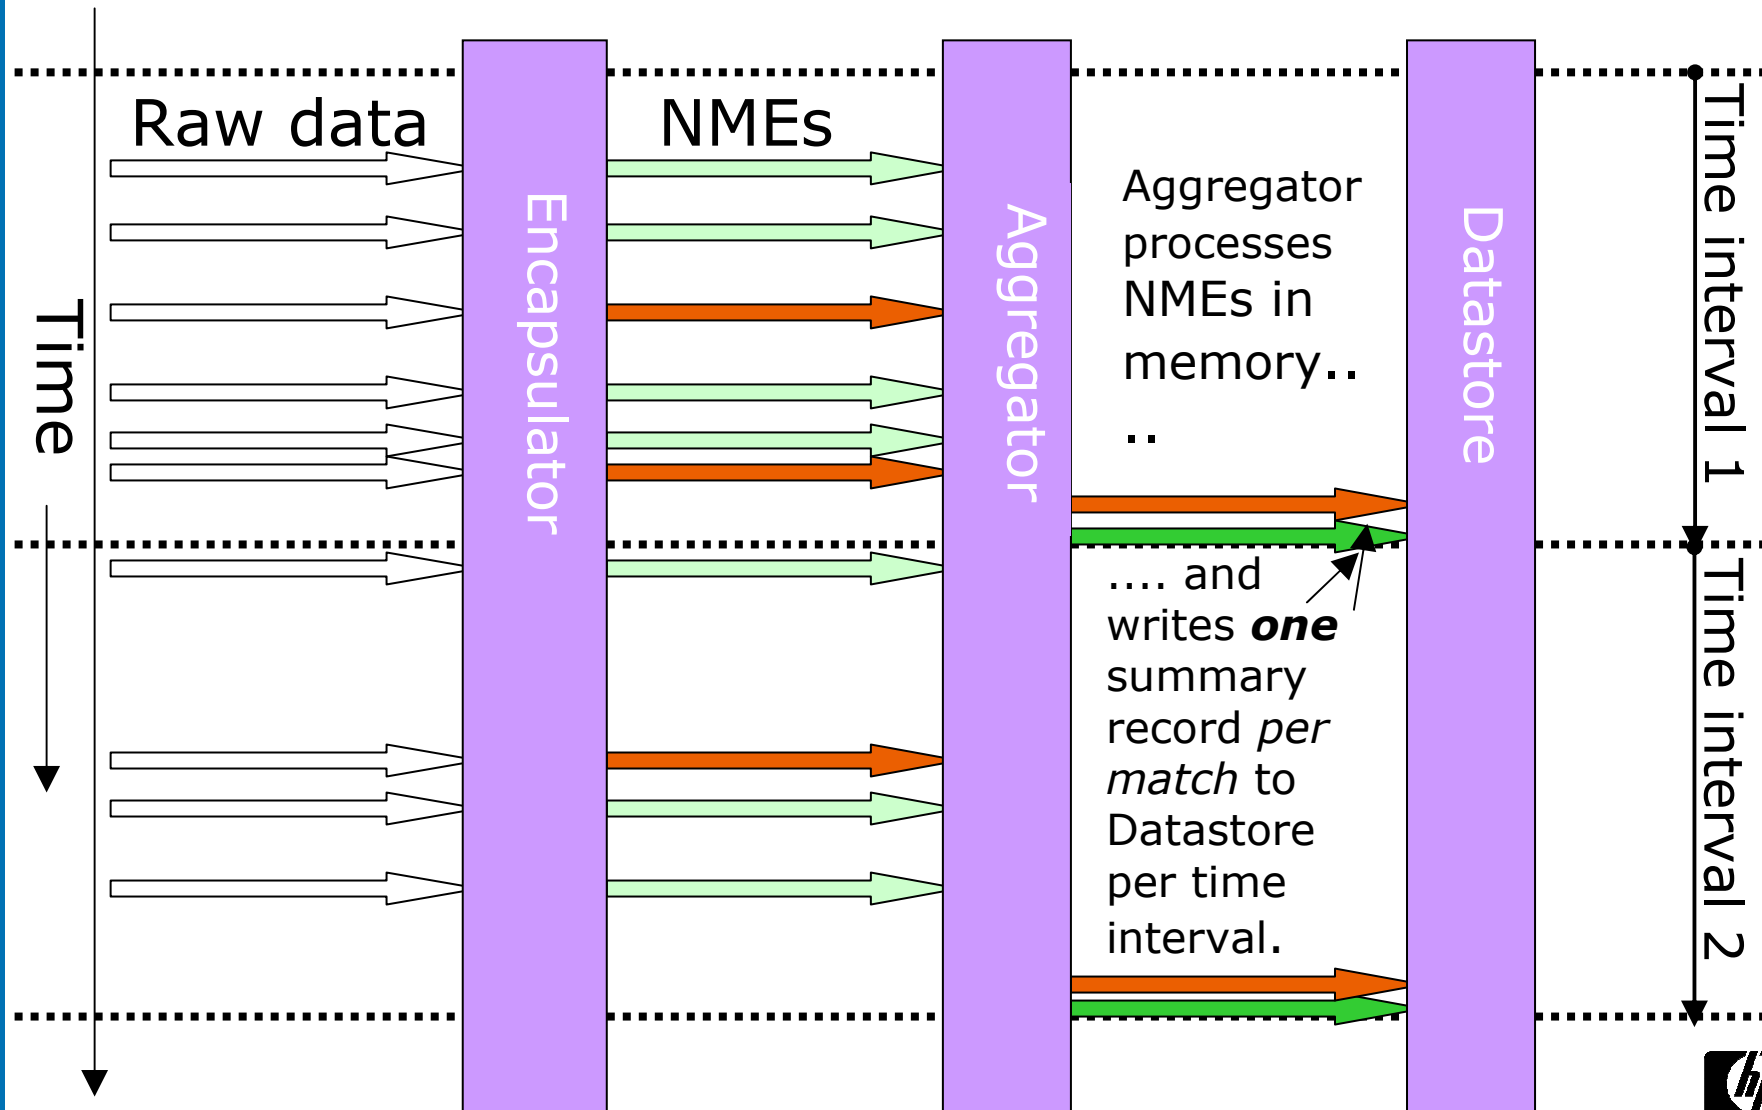 Raw data
NMEs
Time
Encapsulator
Aggregator
Aggregator
processes
NMEs in
memory..
..
Datastore
Time interval 1
.... and
writes one
summary
record per
match to
Datastore
per time
interval.
Time interval 2
hp